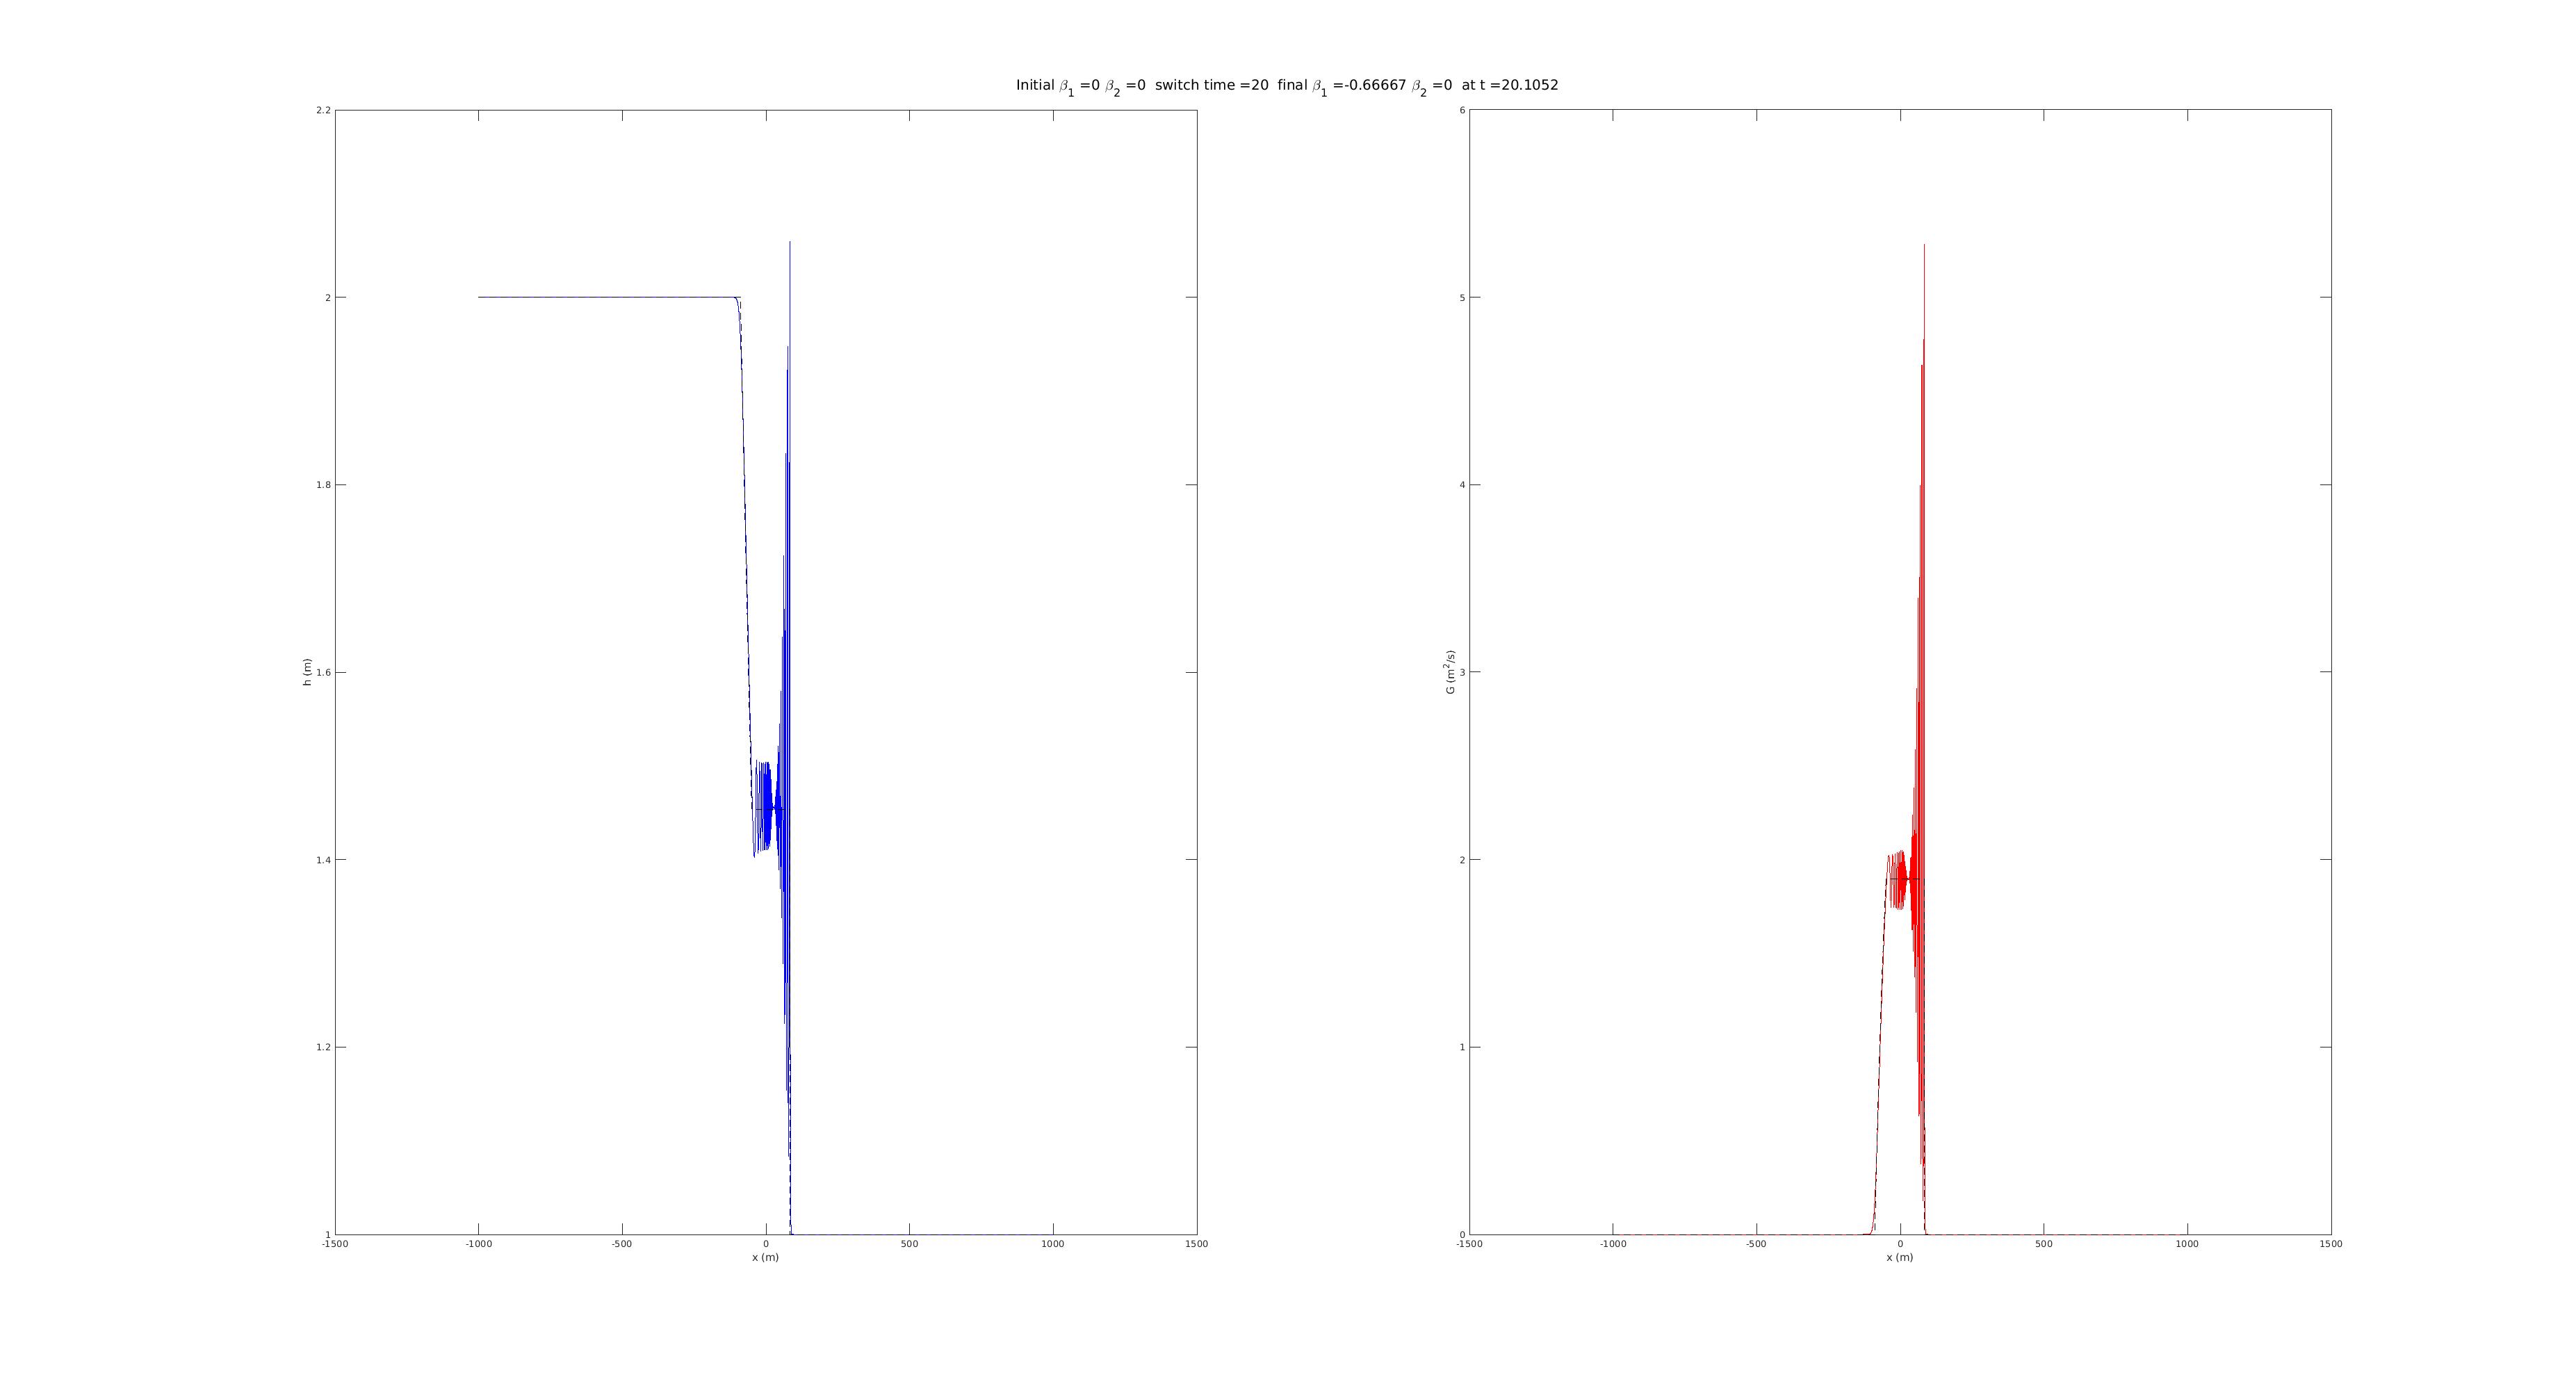 Initial β1 =0 β2 =0  switch time =20  final β1 =-0.66667 β2 =0  at t =20.1052
2.2
2
1.8
1.6
1.4
1.2
1
h (m)
-1500 -1000 -500 0 500 1000 1500
x (m)
6
5
4
3
2
1
0
G (m2/s)
-1500 -1000 -500 0 500 1000 1500
x (m)